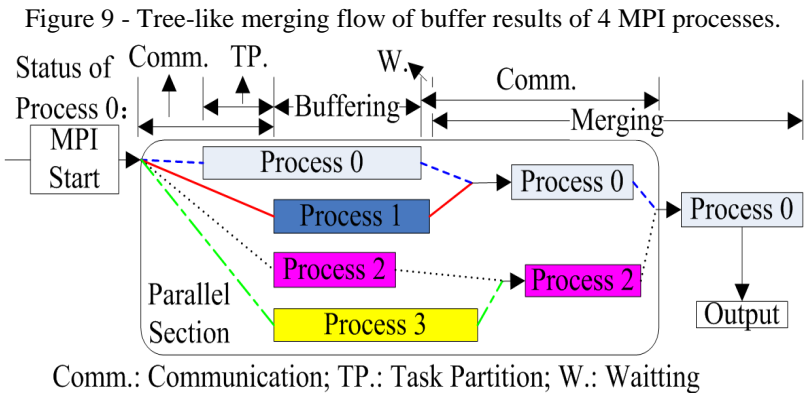 Figure 9 - Tree-like merging flow of buffer results of 4 MPI processes.
Status of Process 0:
Comm.
TP.
W.
Comm.
Buffering
Merging
MPI Start
Process 0
Process 1
Process 2
Process 3
Process 0
Process 2
Process 0
Parallel Section
Output
Comm.: Communication; TP.: Task Partition; W.: Waitting